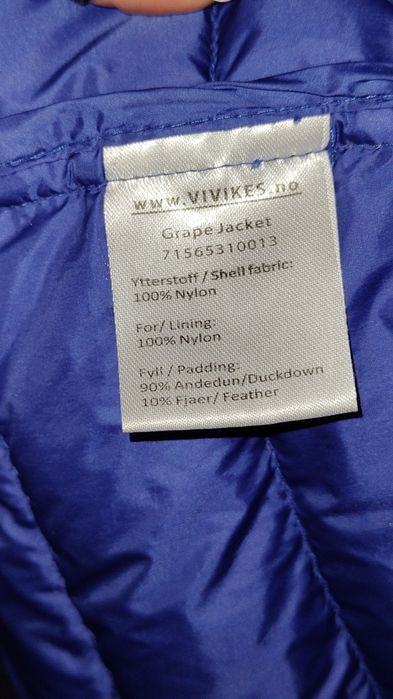 www.VIVIKES.no
Grape Jacket
71565310013
Ytterstoff / Shell fabric:
100% Nylon
For/ Lining:
100% Nylon
Fyll / Padding:
90% Andedun/Duckdown
10% Fjaer/ Feather